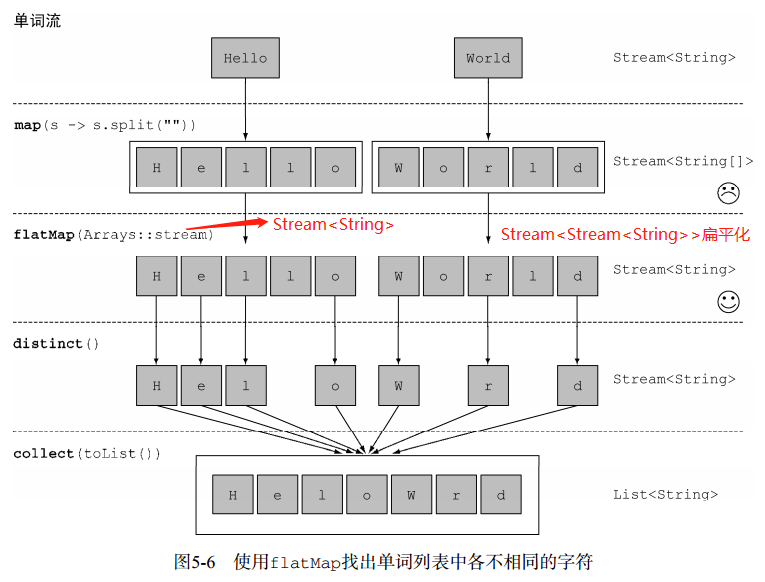 单词流
Hello World Stream<String>
map(s -> s.split(""))
H e l l o W o r l d Stream<String[]>
Stream<String>
flatMap(Arrays::stream) Stream<Stream<String>>扁平化
H e l l o W o r l d Stream<String>
distinct()
H e l o W r d Stream<String>
collect(toList())
H e l o W r d List<String>
图5-6 使用flatMap找出单词列表中各不相同的字符